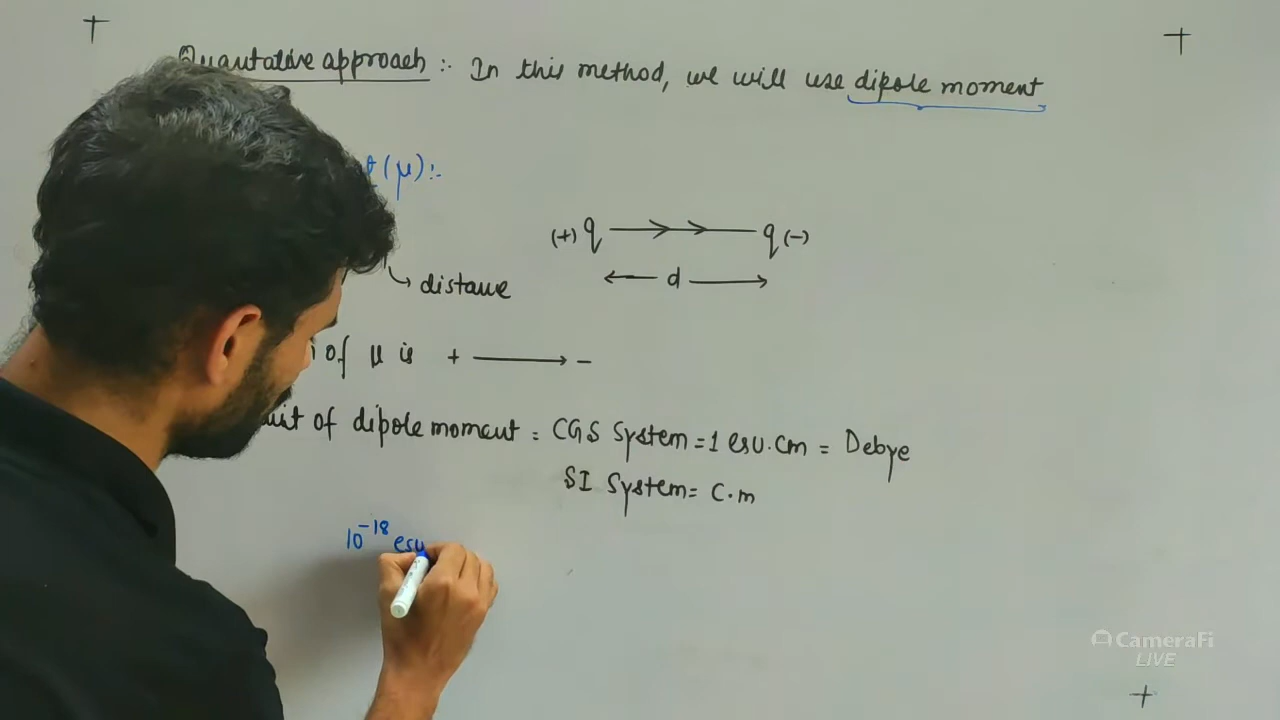 Quantative approach :- In this method, we will use dipole moment
(μ):-
(+) q q (-)
distance
d
of μ is + ⟶ -
unit of dipole moment = CGS System = 1 esu.cm = Debye
SI System = C.m
10⁻¹⁸ esu
CameraFi
LIVE